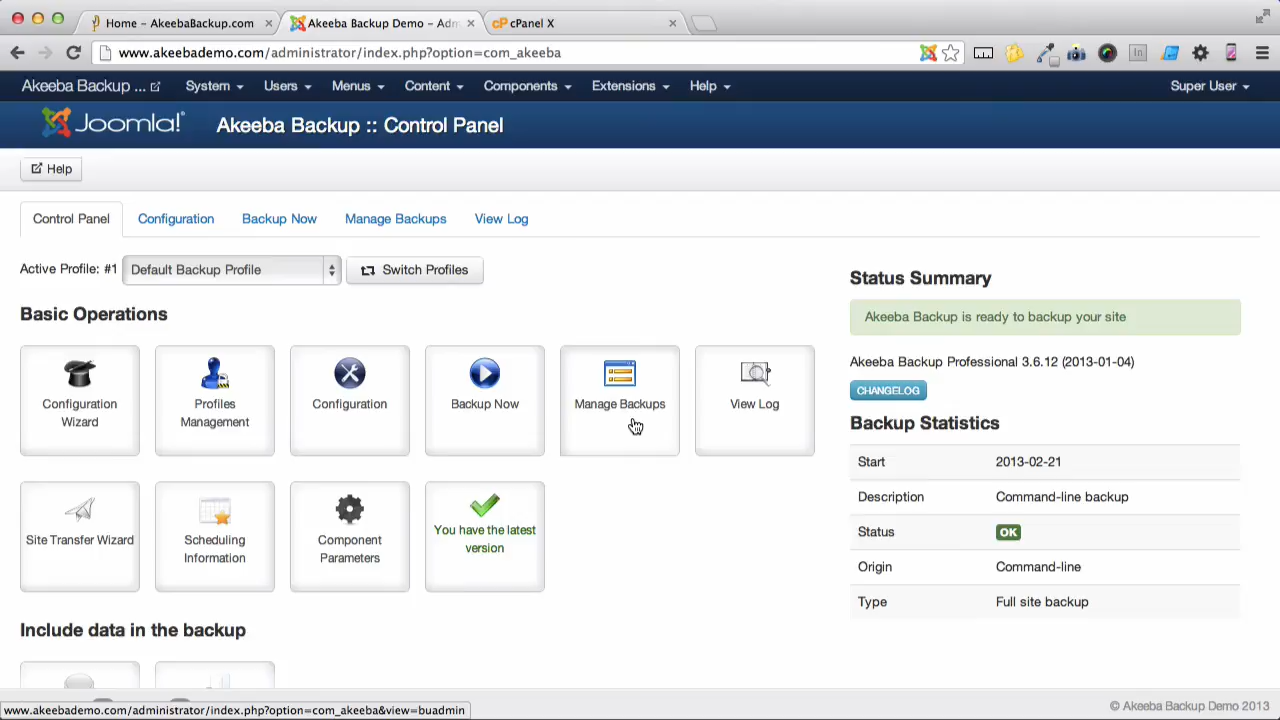 Home – AkeebaBackup.com
Akeeba Backup Demo – Adm
cP cPanel X
www.akeebademo.com/administrator/index.php?option=com_akeeba
In
Akeeba Backup ... System Users Menus Content Components Extensions Help Super User
Joomla!® Akeeba Backup :: Control Panel
Help
Control Panel Configuration Backup Now Manage Backups View Log
Active Profile: #1 Default Backup Profile Switch Profiles
Basic Operations
Configuration Wizard
Profiles Management
Configuration
Backup Now
Manage Backups
View Log
Site Transfer Wizard
Scheduling Information
Component Parameters
You have the latest version
Include data in the backup
Status Summary
Akeeba Backup is ready to backup your site
Akeeba Backup Professional 3.6.12 (2013-01-04)
CHANGELOG
Backup Statistics
Start 2013-02-21
Description Command-line backup
Status OK
Origin Command-line
Type Full site backup
www.akeebademo.com/administrator/index.php?option=com_akeeba&view=buadmin
© Akeeba Backup Demo 2013